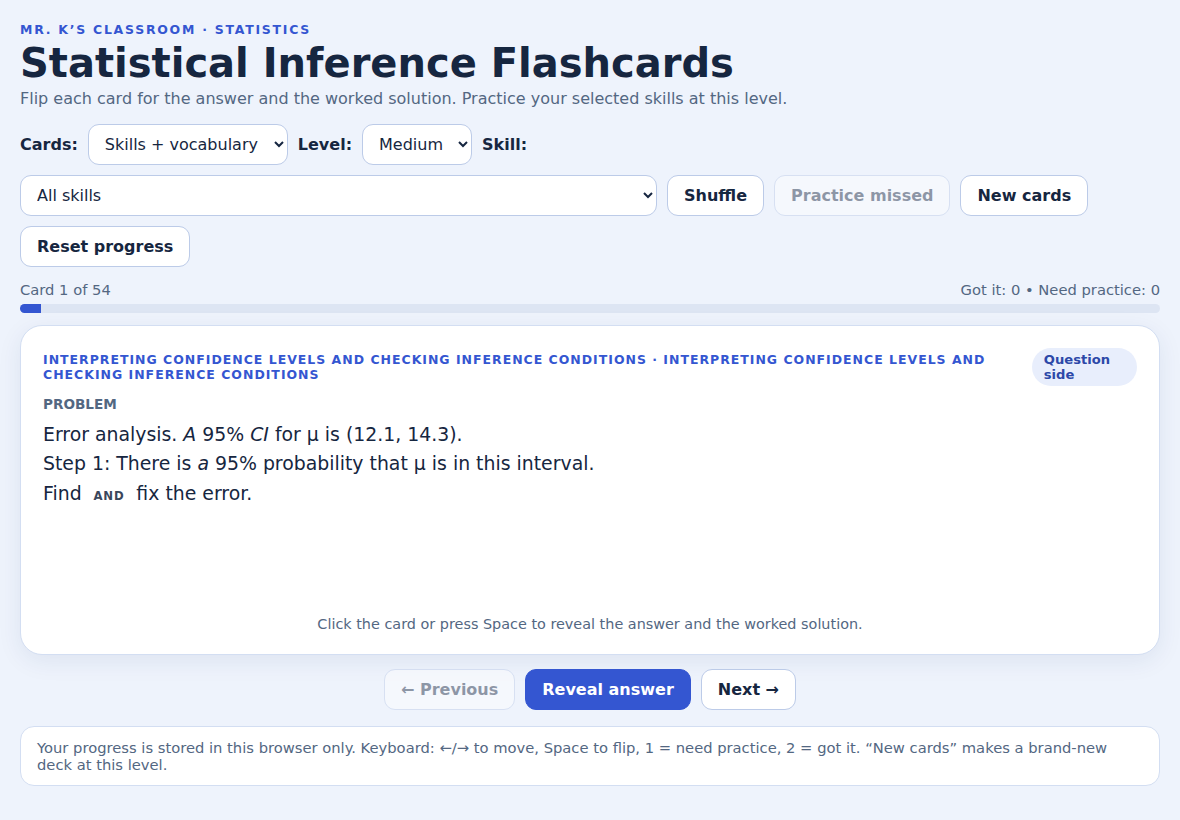 MR. K’S CLASSROOM · STATISTICS
Statistical Inference Flashcards
Flip each card for the answer and the worked solution. Practice your selected skills at this level.
Cards: Skills + vocabulary Level: Medium Skill:
All skills Shuffle Practice missed New cards
Reset progress
Card 1 of 54 Got it: 0 • Need practice: 0
INTERPRETING CONFIDENCE LEVELS AND CHECKING INFERENCE CONDITIONS · INTERPRETING CONFIDENCE LEVELS AND
CHECKING INFERENCE CONDITIONS
Question
side
PROBLEM
Error analysis. A 95% CI for μ is (12.1, 14.3).
Step 1: There is a 95% probability that μ is in this interval.
Find AND fix the error.
Click the card or press Space to reveal the answer and the worked solution.
← Previous Reveal answer Next →
Your progress is stored in this browser only. Keyboard: ←/→ to move, Space to flip, 1 = need practice, 2 = got it. “New cards” makes a brand-new
deck at this level.